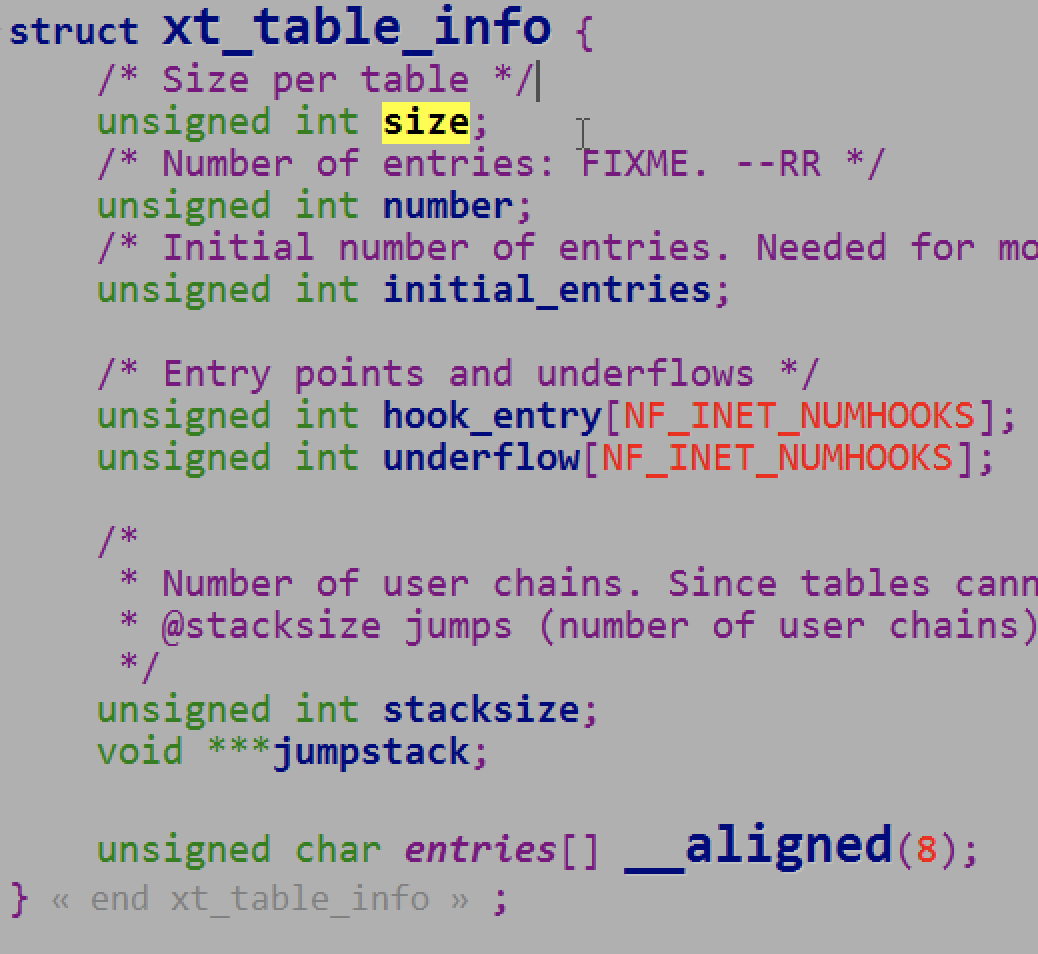 struct xt_table_info {
/* Size per table */
unsigned int size;
/* Number of entries: FIXME. --RR */
unsigned int number;
/* Initial number of entries. Needed for mo
unsigned int initial_entries;
/* Entry points and underflows */
unsigned int hook_entry[NF_INET_NUMHOOKS];
unsigned int underflow[NF_INET_NUMHOOKS];
/*
* Number of user chains. Since tables cann
* @stacksize jumps (number of user chains)
*/
unsigned int stacksize;
void ***jumpstack;
unsigned char entries[] __aligned(8);
} « end xt_table_info » ;